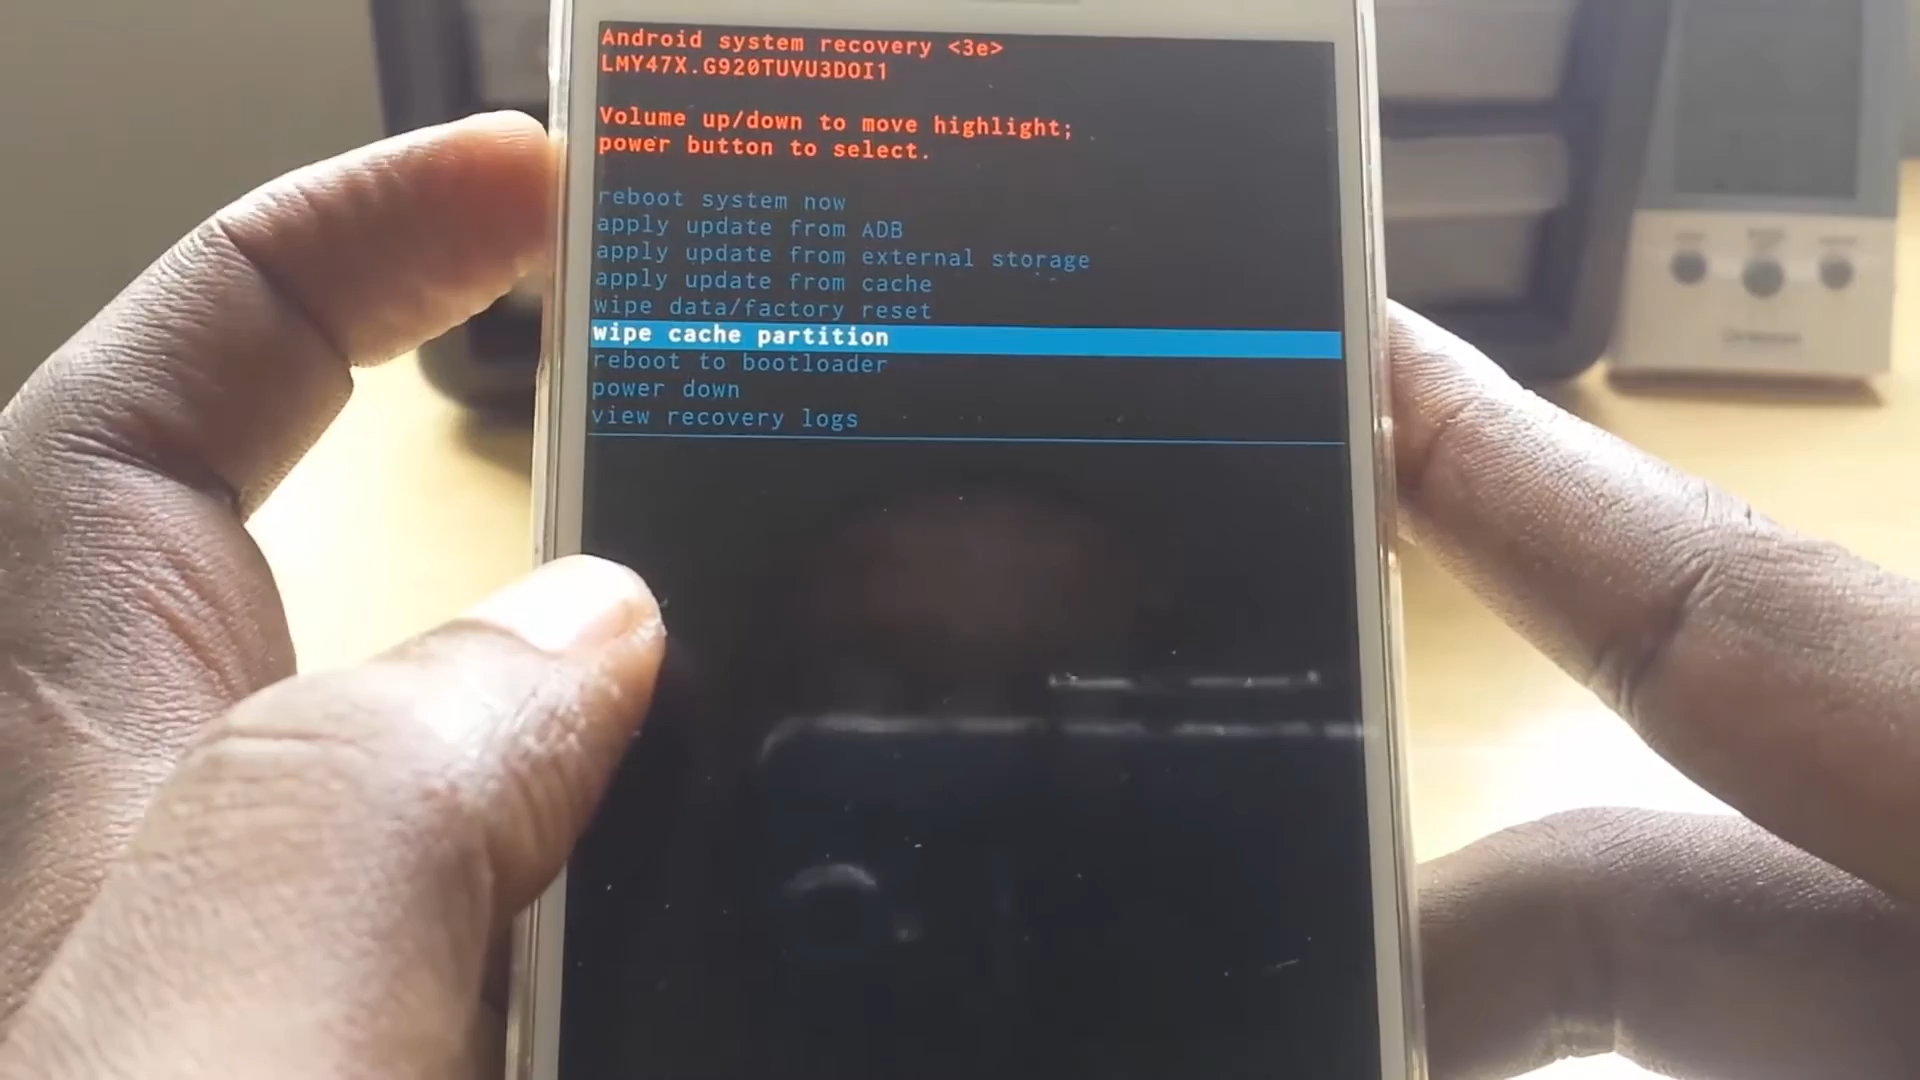 Android system recovery <3e>
LMY47X.G920TUVU3DOI1
Volume up/down to move highlight;
power button to select.
reboot system now
apply update from ADB
apply update from external storage
apply update from cache
wipe data/factory reset
wipe cache partition
reboot to bootloader
power down
view recovery logs